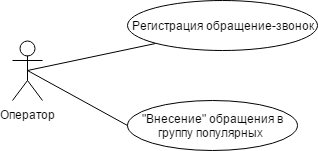 Регистрация обращение-звонок
Оператор
"Внесение" обращения в
группу популярных